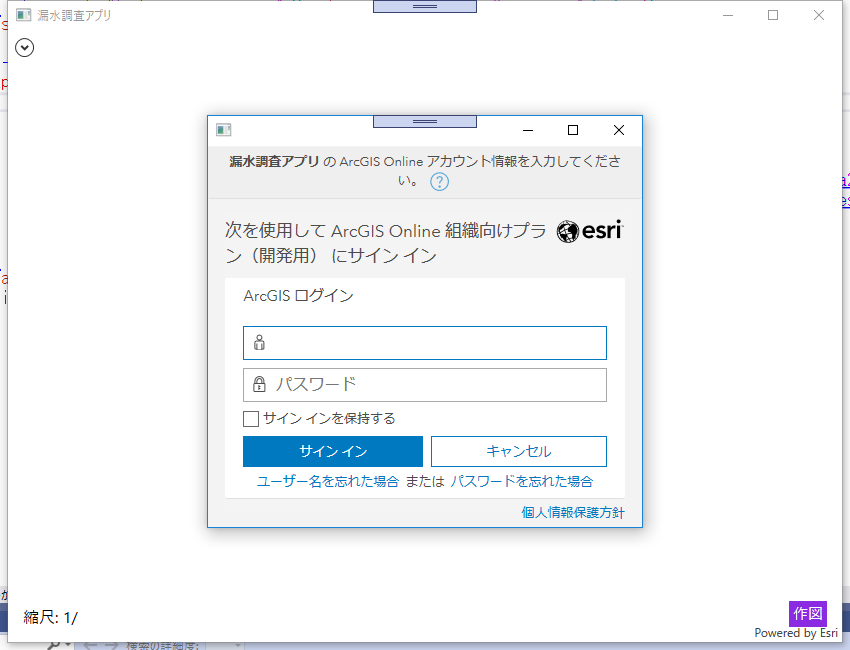 漏水調査アプリ
漏水調査アプリ の ArcGIS Online アカウント情報を入力してくださ
い。 ?
次を使用して ArcGIS Online 組織向けプラ
ン（開発用） にサイン イン
esri
ArcGIS ログイン
パスワード
サイン インを保持する
サイン イン
キャンセル
ユーザー名を忘れた場合 または パスワードを忘れた場合
個人情報保護方針
縮尺: 1/
作図
Powered by Esri
検索の詳細度: